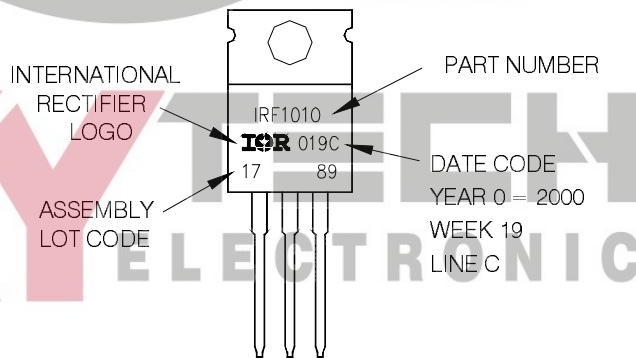 INTERNATIONAL
RECTIFIER
LOGO
PART NUMBER
IRF1010
IOR 019C
17 89
ASSEMBLY
LOT CODE
DATE CODE
YEAR 0 = 2000
WEEK 19
LINE C
YTECH
ELECTRONIC